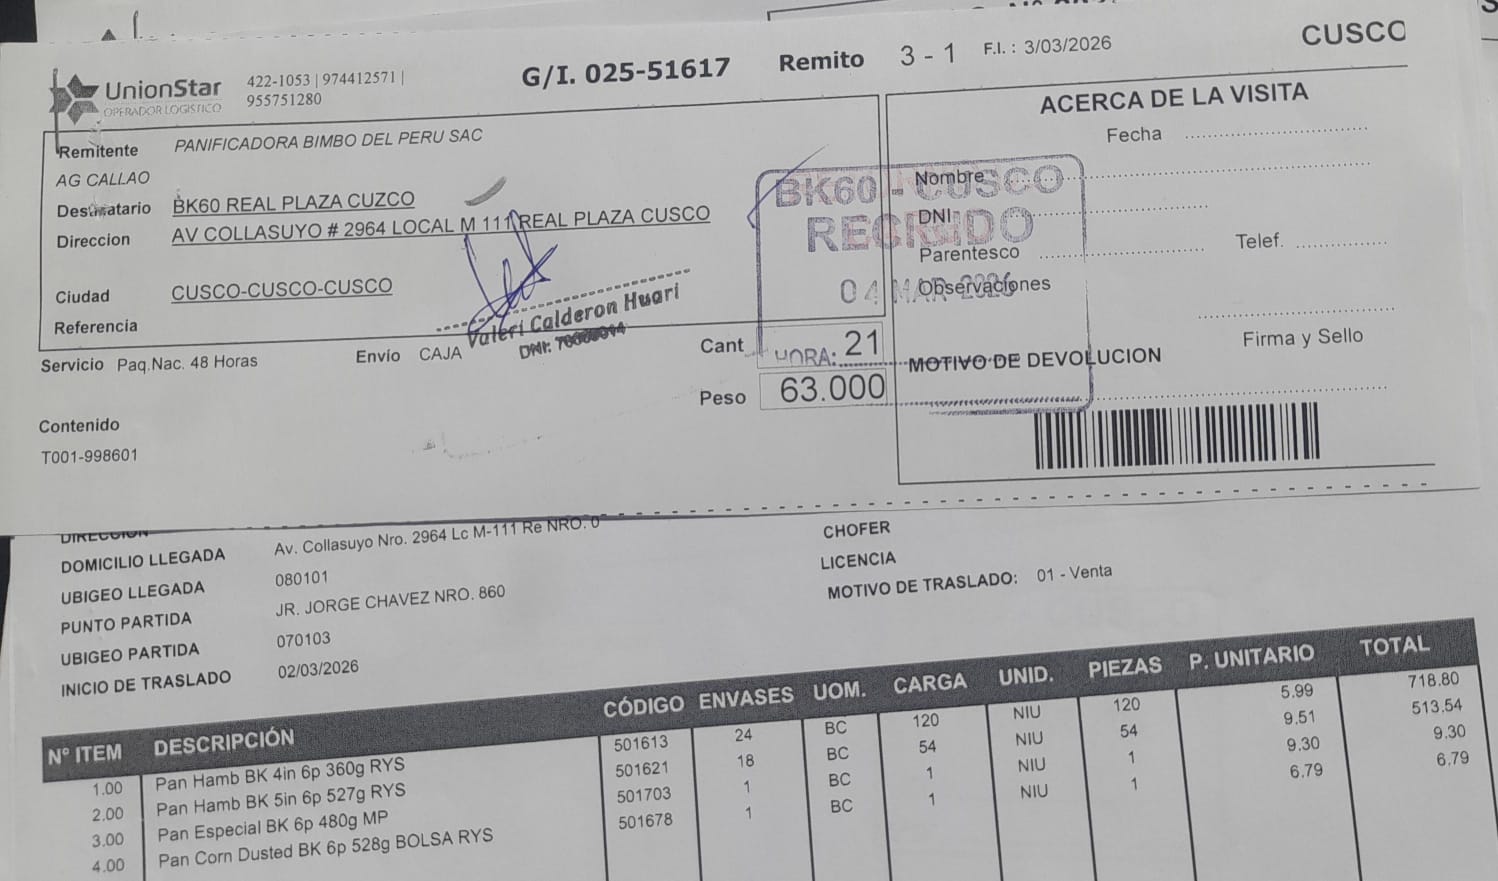 UnionStar
OPERADOR LOGISTICO
422-1053 | 974412571 |
955751280
G/I. 025-51617
Remito 3 - 1 F.I. : 3/03/2026
CUSCO
Remitente PANIFICADORA BIMBO DEL PERU SAC
AG CALLAO
Destinatario BK60 REAL PLAZA CUZCO
Direccion AV COLLASUYO # 2964 LOCAL M 111 REAL PLAZA CUSCO
Ciudad CUSCO-CUSCO-CUSCO
Referencia
Servicio Paq.Nac. 48 Horas
Envío CAJA
Valeri Calderon Huari
DNI:
Cant 21
Peso 63.000
Contenido
T001-998601
BK60 - CUSCO
RECIBIDO
04 MAR 2026
HORA:
ACERCA DE LA VISITA
Fecha
Nombre
DNI
Parentesco
Telef.
Observaciones
Firma y Sello
MOTIVO DE DEVOLUCION
DIRECCION
DOMICILIO LLEGADA Av. Collasuyo Nro. 2964 Lc M-111 Re NRO. 0
UBIGEO LLEGADA 080101
PUNTO PARTIDA JR. JORGE CHAVEZ NRO. 860
UBIGEO PARTIDA 070103
INICIO DE TRASLADO 02/03/2026
CHOFER
LICENCIA
MOTIVO DE TRASLADO: 01 - Venta
N° ITEM DESCRIPCIÓN CÓDIGO ENVASES UOM. CARGA UNID. PIEZAS P. UNITARIO TOTAL
1.00 Pan Hamb BK 4in 6p 360g RYS 501613 24 BC 120 NIU 120 5.99 718.80
2.00 Pan Hamb BK 5in 6p 527g RYS 501621 18 BC 54 NIU 54 9.51 513.54
3.00 Pan Especial BK 6p 480g MP 501703 1 BC 1 NIU 1 9.30 9.30
4.00 Pan Corn Dusted BK 6p 528g BOLSA RYS 501678 1 BC 1 NIU 1 6.79 6.79